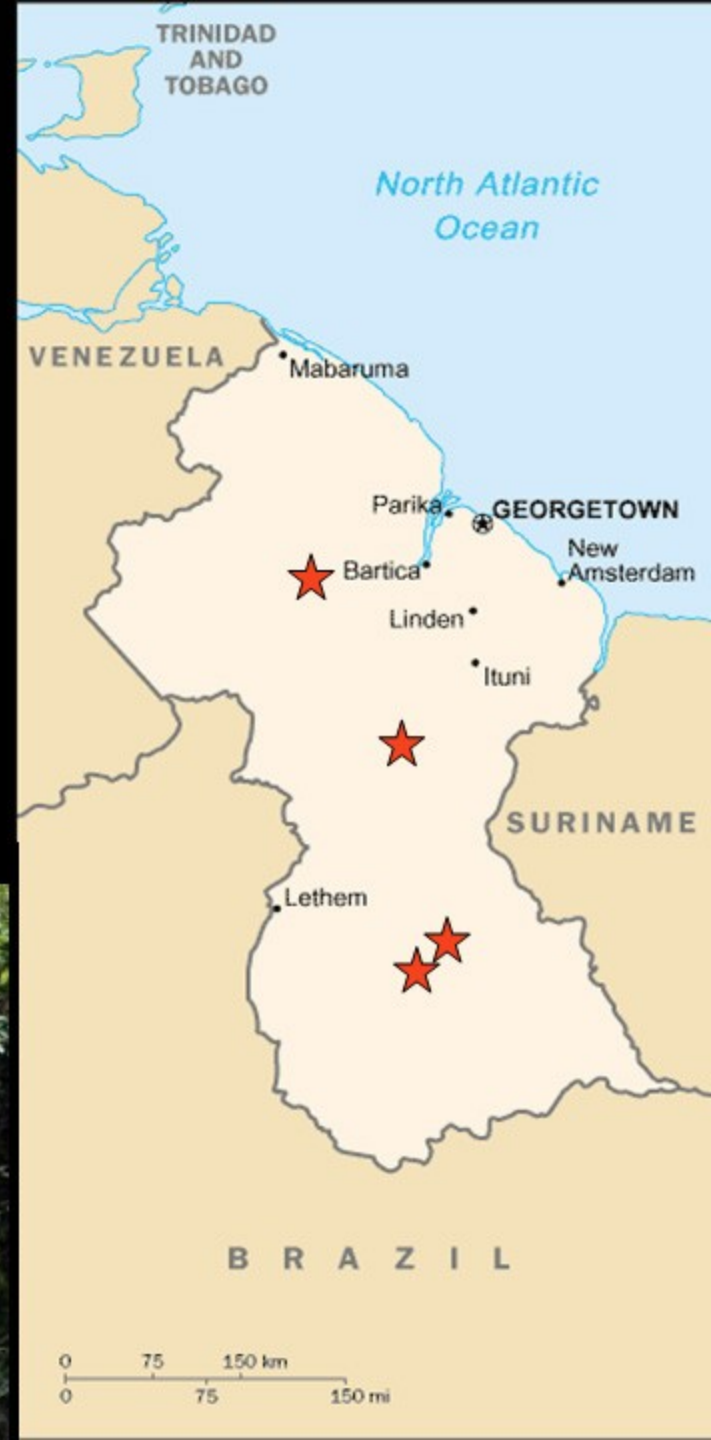 TRINIDAD
AND
TOBAGO
North Atlantic
Ocean
VENEZUELA
Mabaruma
Parika
GEORGETOWN
New
Amsterdam
Bartica
Linden
Ituni
SURINAME
Lethem
BRAZIL
0 75 150 km
0 75 150 mi